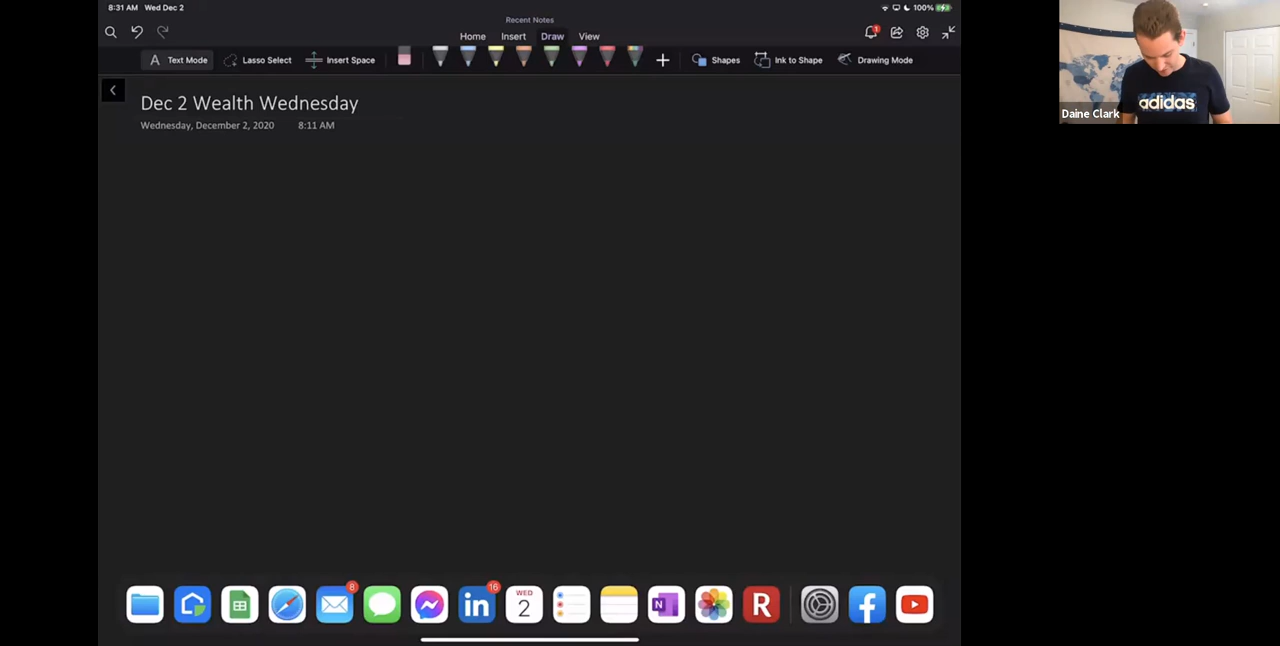 8:31 AM Wed Dec 2
100%
Recent Notes
Home Insert Draw View
1
A Text Mode Lasso Select Insert Space Shapes Ink to Shape Drawing Mode
Dec 2 Wealth Wednesday
Wednesday, December 2, 2020 8:11 AM
adidas
Daine Clark
8
16
in
WED
2
N
R
f